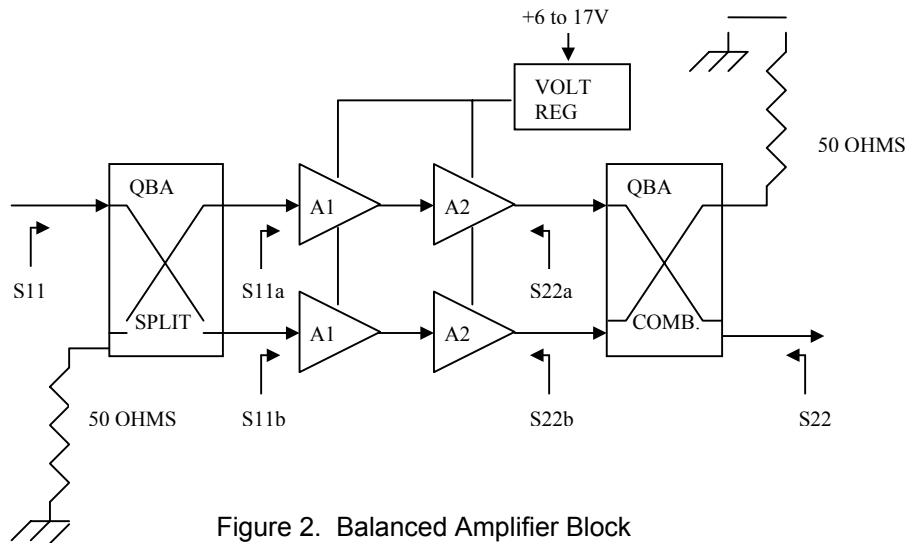 +6 to 17V
VOLT
REG
50 OHMS
QBA
A1
A2
QBA
S11
S11a
S22a
SPLIT
A1
A2
COMB.
50 OHMS
S11b
S22b
S22
Figure 2.  Balanced Amplifier Block